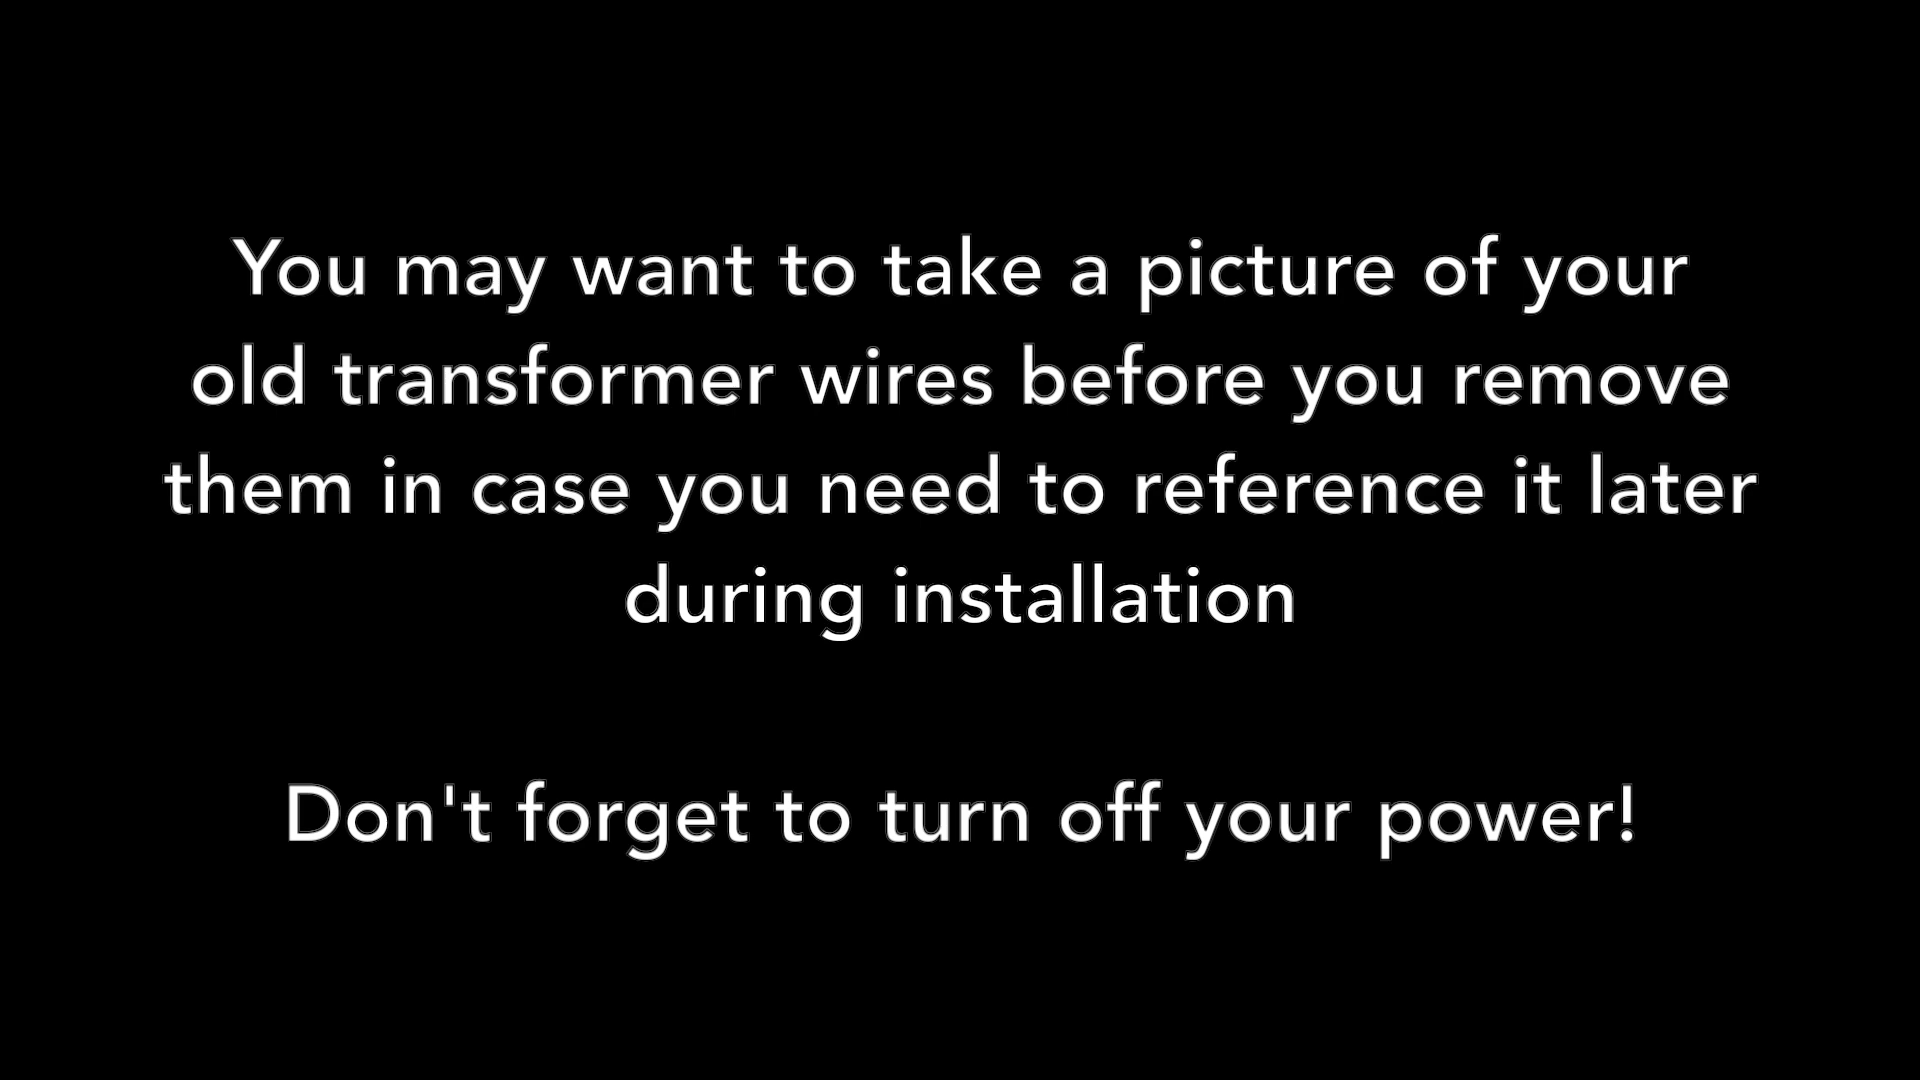 You may want to take a picture of your
old transformer wires before you remove
them in case you need to reference it later
during installation
Don't forget to turn off your power!